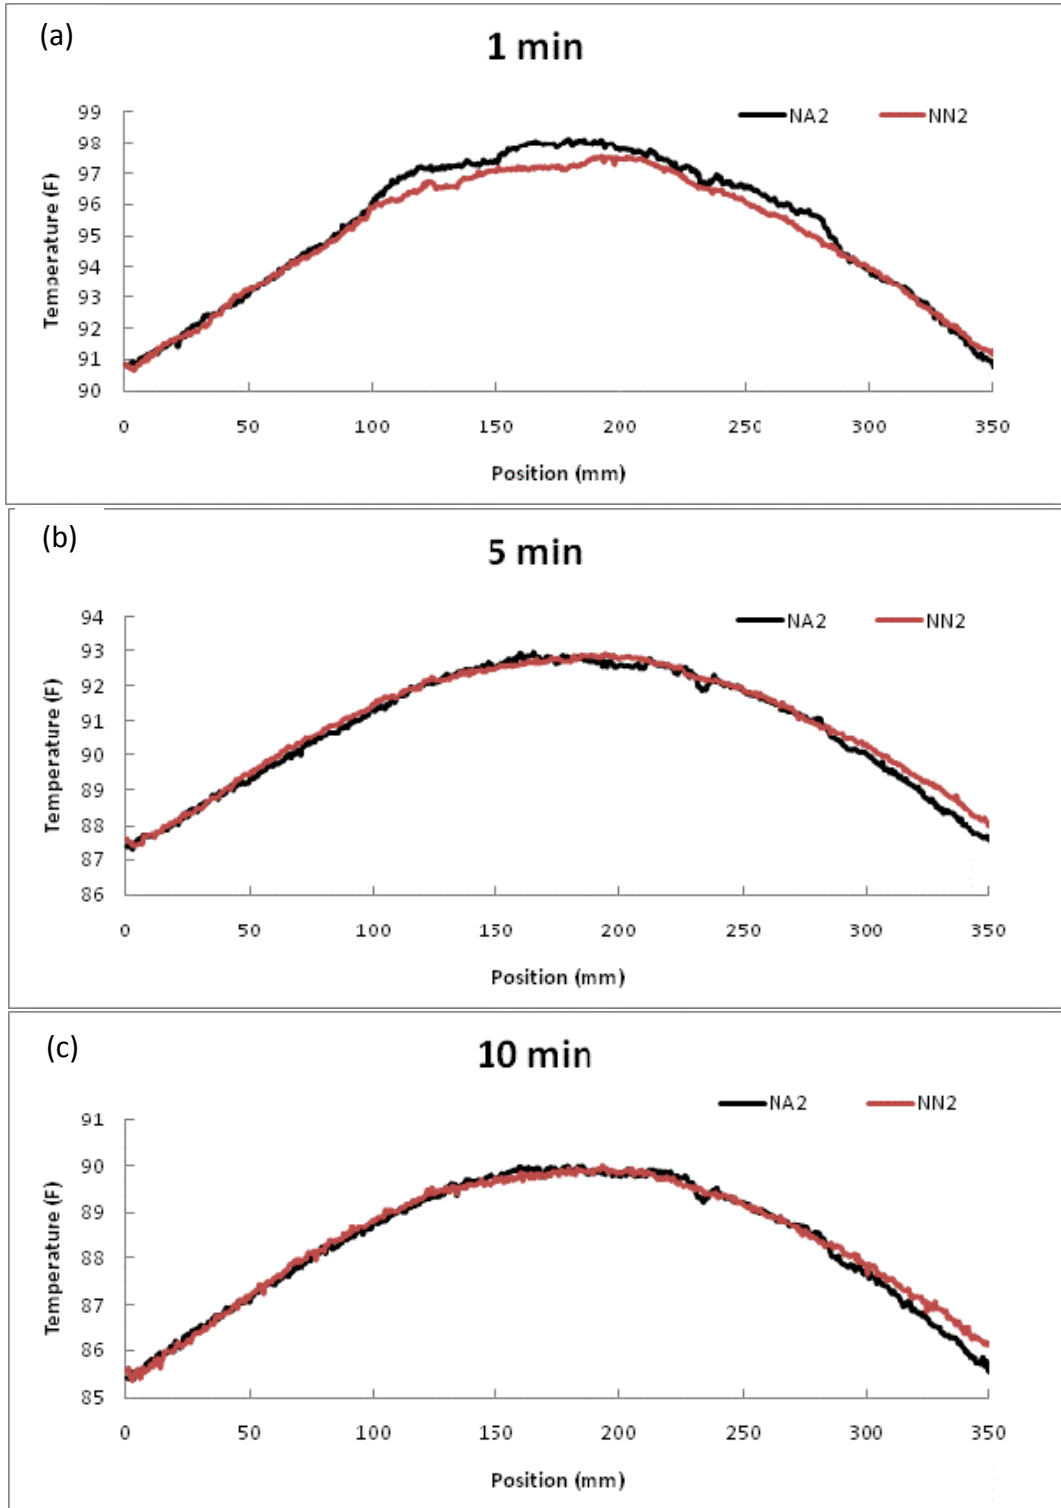 (a)
1 min
NA2 NN2
99
98
97
96
95
94
93
92
91
90
Temperature (F)
0 50 100 150 200 250 300 350
Position (mm)
(b)
5 min
NA2 NN2
94
93
92
91
90
89
88
87
86
Temperature (F)
0 50 100 150 200 250 300 350
Position (mm)
(c)
10 min
NA2 NN2
91
90
89
88
87
86
85
Temperature (F)
0 50 100 150 200 250 300 350
Position (mm)